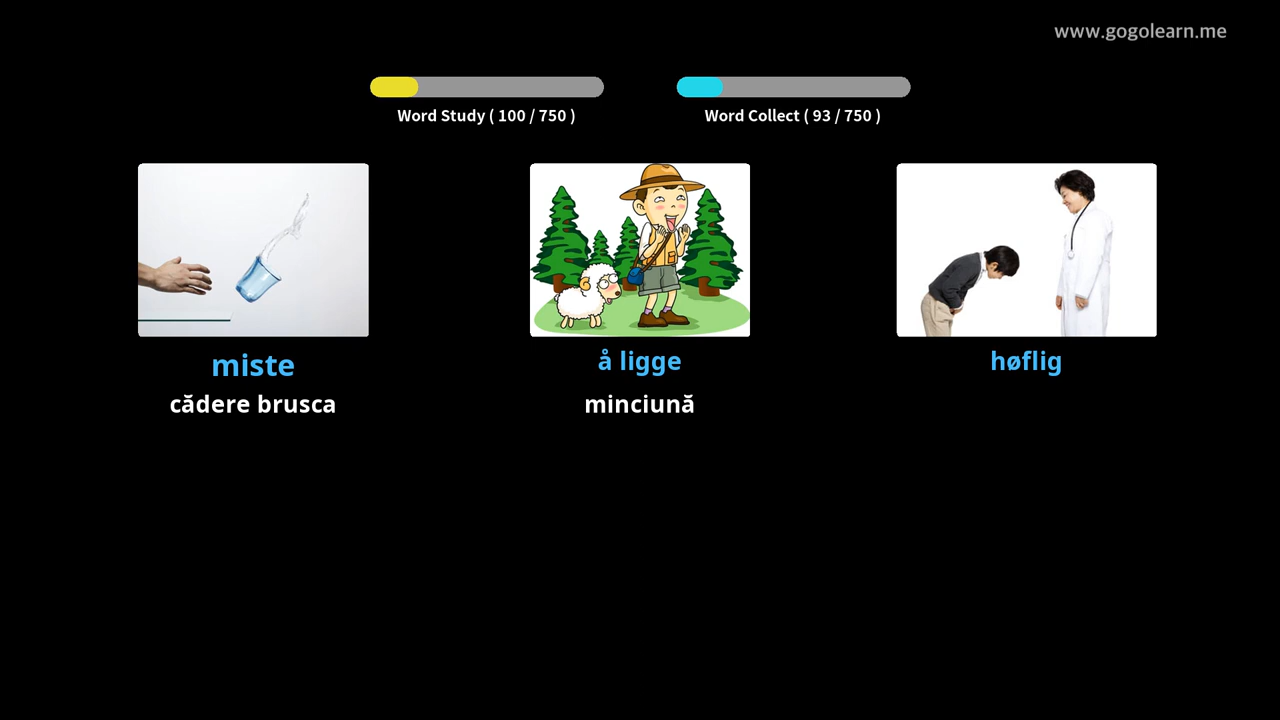 www.gogolearn.me
Word Study ( 100 / 750 )
Word Collect ( 93 / 750 )
miste
å ligge
høflig
cădere brusca
minciună